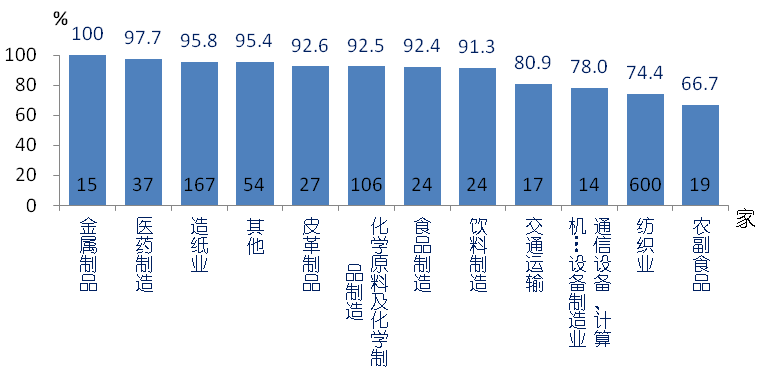 %
100 97.7 95.8 95.4 92.6 92.5 92.4 91.3 80.9 78.0 74.4 66.7
100
80
60
40
20
0
15 37 167 54 27 106 24 24 17 14 600 19
家
金属制品
医药制造
造纸业
其他
皮革制品
化学原料及化学制
品制造
食品制造
饮料制造
交通运输
通信设备、计算
机…设备制造业
纺织业
农副食品